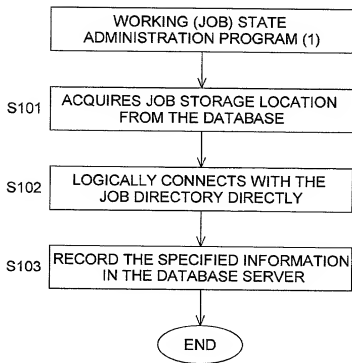 WORKING (JOB) STATE
ADMINISTRATION PROGRAM (1)
S101
ACQUIRES JOB STORAGE LOCATION
FROM THE DATABASE
S102
LOGICALLY CONNECTS WITH THE
JOB DIRECTORY DIRECTLY
S103
RECORD THE SPECIFIED INFORMATION
IN THE DATABASE SERVER
END